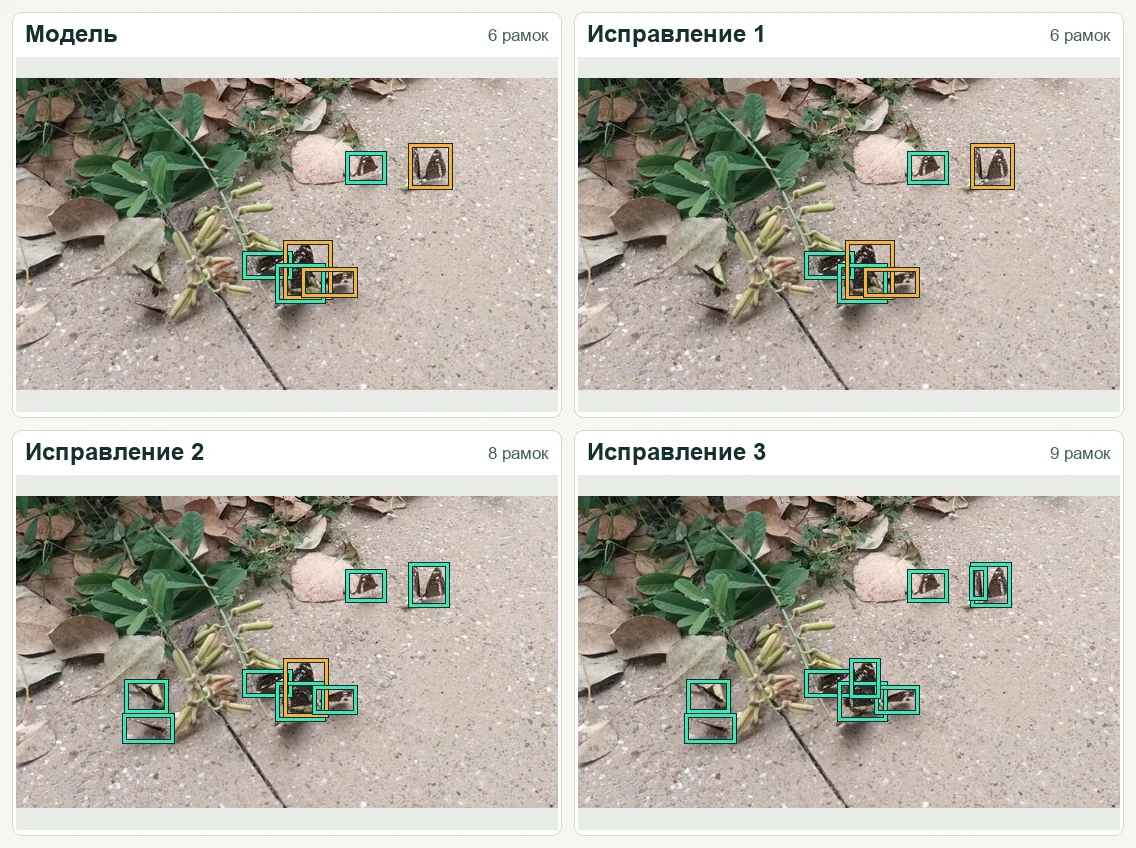 Модель 6 рамок
Исправление 1 6 рамок
Исправление 2 8 рамок
Исправление 3 9 рамок